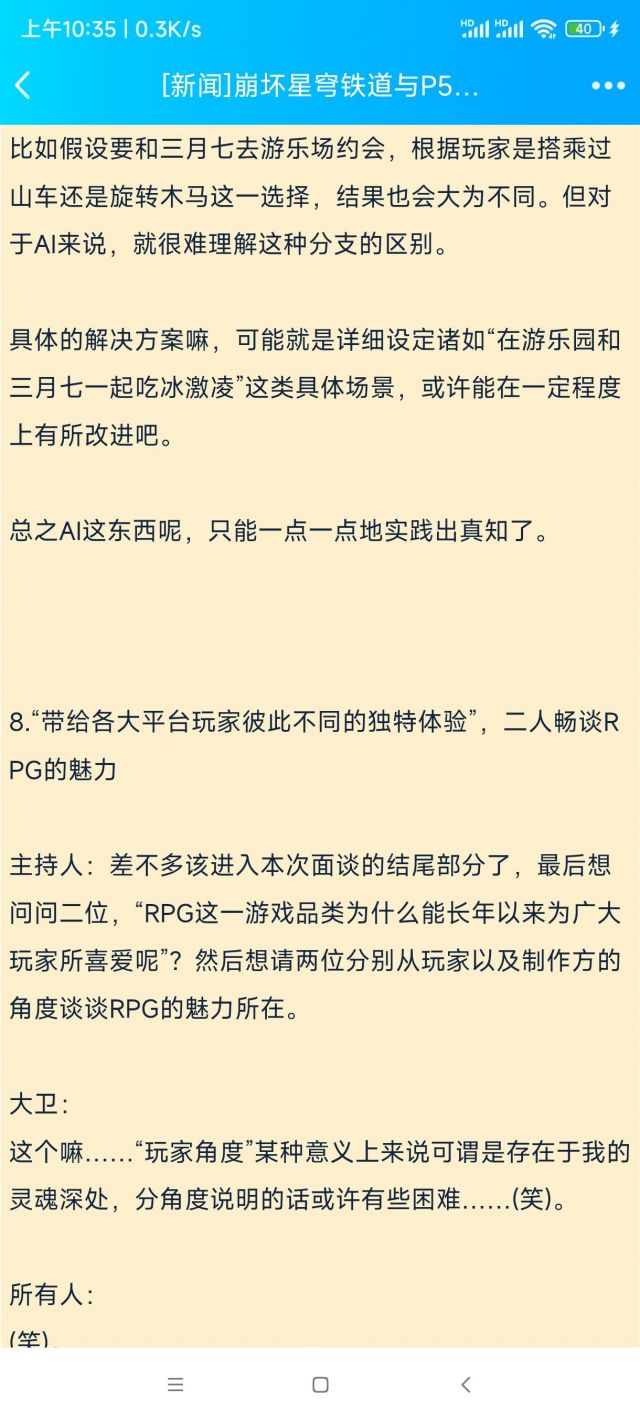 上午10:35 | 0.3K/s
HD HD 40
[新闻]崩坏星穹铁道与P5...
比如假设要和三月七去游乐场约会，根据玩家是搭乘过
山车还是旋转木马这一选择，结果也会大为不同。但对
于AI来说，就很难理解这种分支的区别。
具体的解决方案嘛，可能就是详细设定诸如“在游乐园和
三月七一起吃冰激凌”这类具体场景，或许能在一定程度
上有所改进吧。
总之AI这东西呢，只能一点一点地实践出真知了。
8.“带给各大平台玩家彼此不同的独特体验”，二人畅谈R
PG的魅力
主持人：差不多该进入本次面谈的结尾部分了，最后想
问问二位，“RPG这一游戏品类为什么能长年以来为广大
玩家所喜爱呢”？然后想请两位分别从玩家以及制作方的
角度谈谈RPG的魅力所在。
大卫：
这个嘛……“玩家角度”某种意义上来说可谓是存在于我的
灵魂深处，分角度说明的话或许有些困难……(笑)。
所有人：
(笑)。